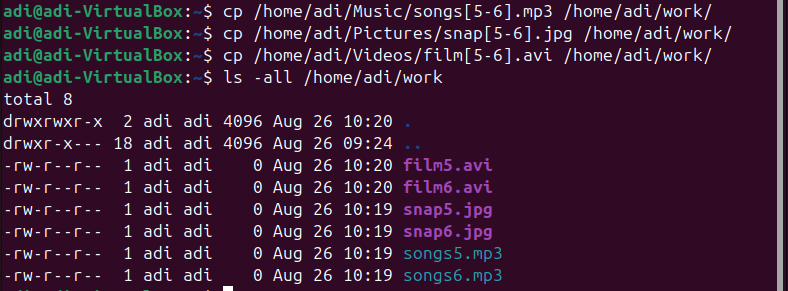 adi@adi-VirtualBox:~$ cp /home/adi/Music/songs[5-6].mp3 /home/adi/work/
adi@adi-VirtualBox:~$ cp /home/adi/Pictures/snap[5-6].jpg /home/adi/work/
adi@adi-VirtualBox:~$ cp /home/adi/Videos/film[5-6].avi /home/adi/work/
adi@adi-VirtualBox:~$ ls -all /home/adi/work
total 8
drwxrwxr-x  2 adi adi 4096 Aug 26 10:20 .
drwxr-x--- 18 adi adi 4096 Aug 26 09:24 ..
-rw-r--r--  1 adi adi    0 Aug 26 10:20 film5.avi
-rw-r--r--  1 adi adi    0 Aug 26 10:20 film6.avi
-rw-r--r--  1 adi adi    0 Aug 26 10:19 snap5.jpg
-rw-r--r--  1 adi adi    0 Aug 26 10:19 snap6.jpg
-rw-r--r--  1 adi adi    0 Aug 26 10:19 songs5.mp3
-rw-r--r--  1 adi adi    0 Aug 26 10:19 songs6.mp3